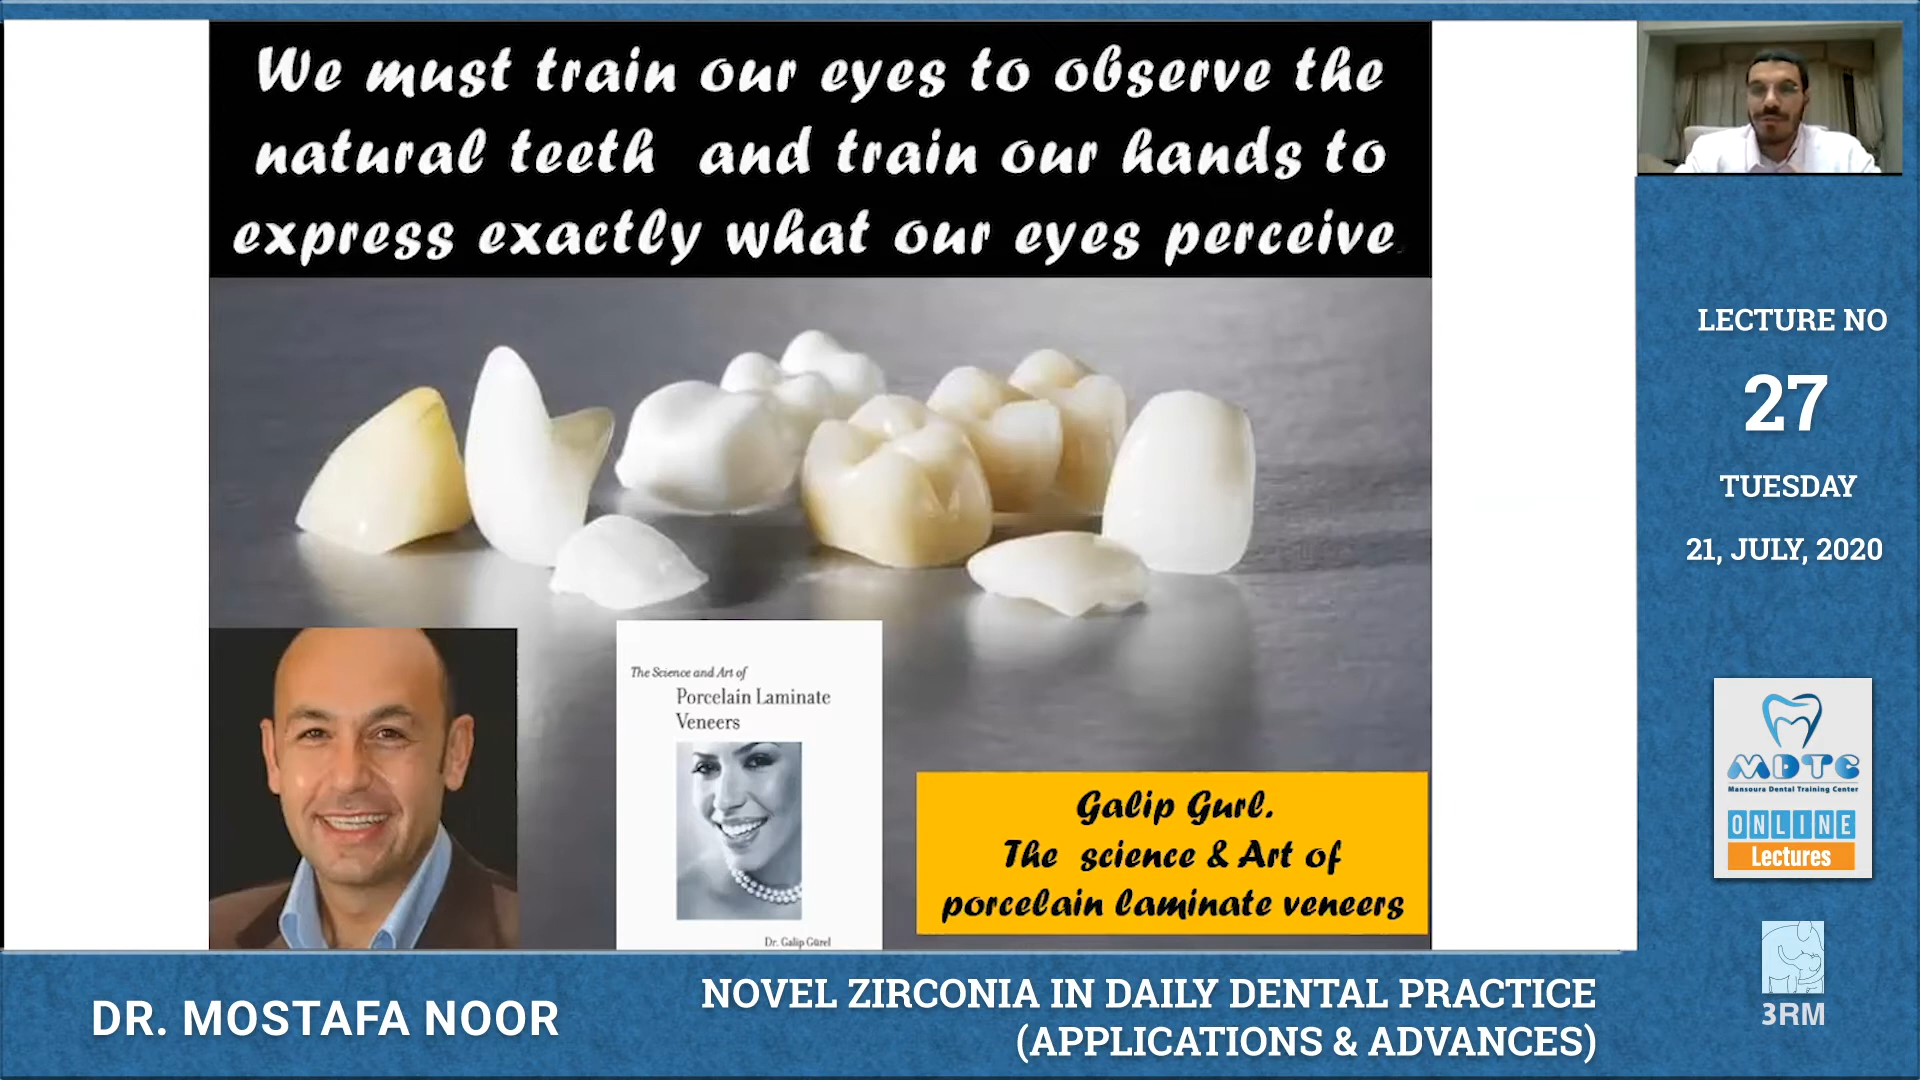 We must train our eyes to observe the
natural teeth and train our hands to
express exactly what our eyes perceive.
The Science and Art of
Porcelain Laminate
Veneers
Dr. Galip Gürel
Galip Gurl.
The science & Art of
porcelain laminate veneers
LECTURE NO
27
TUESDAY
21, JULY, 2020
MDTC
Mansoura Dental Training Center
ONLINE
Lectures
3RM
DR. MOSTAFA NOOR
NOVEL ZIRCONIA IN DAILY DENTAL PRACTICE
(APPLICATIONS & ADVANCES)